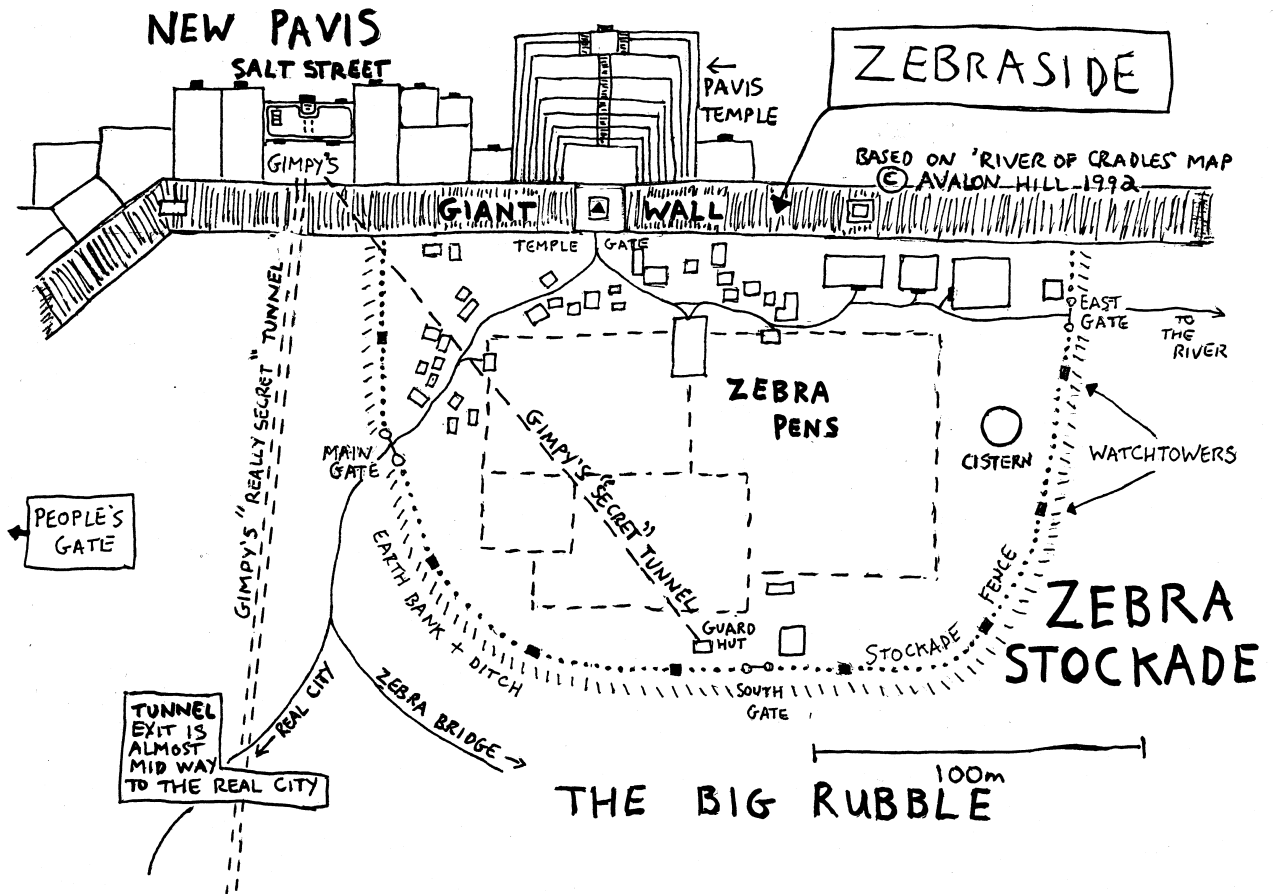 NEW PAVIS
SALT STREET
GIMPY'S
← PAVIS
TEMPLE
ZEBRASIDE
BASED ON 'RIVER OF CRADLES' MAP
© AVALON HILL 1992
GIANT WALL
TEMPLE GATE
EAST
GATE
TO
THE
RIVER
ZEBRA
PENS
CISTERN
WATCHTOWERS
MAIN
GATE
PEOPLE'S
GATE
GIMPY'S "REALLY SECRET" TUNNEL
GIMPY'S "SECRET" TUNNEL
EARTH BANK + DITCH
GUARD
HUT
STOCKADE FENCE
SOUTH
GATE
ZEBRA
STOCKADE
← REAL CITY
ZEBRA BRIDGE →
TUNNEL
EXIT IS
ALMOST
MID WAY
TO THE REAL CITY
100m
THE BIG RUBBLE